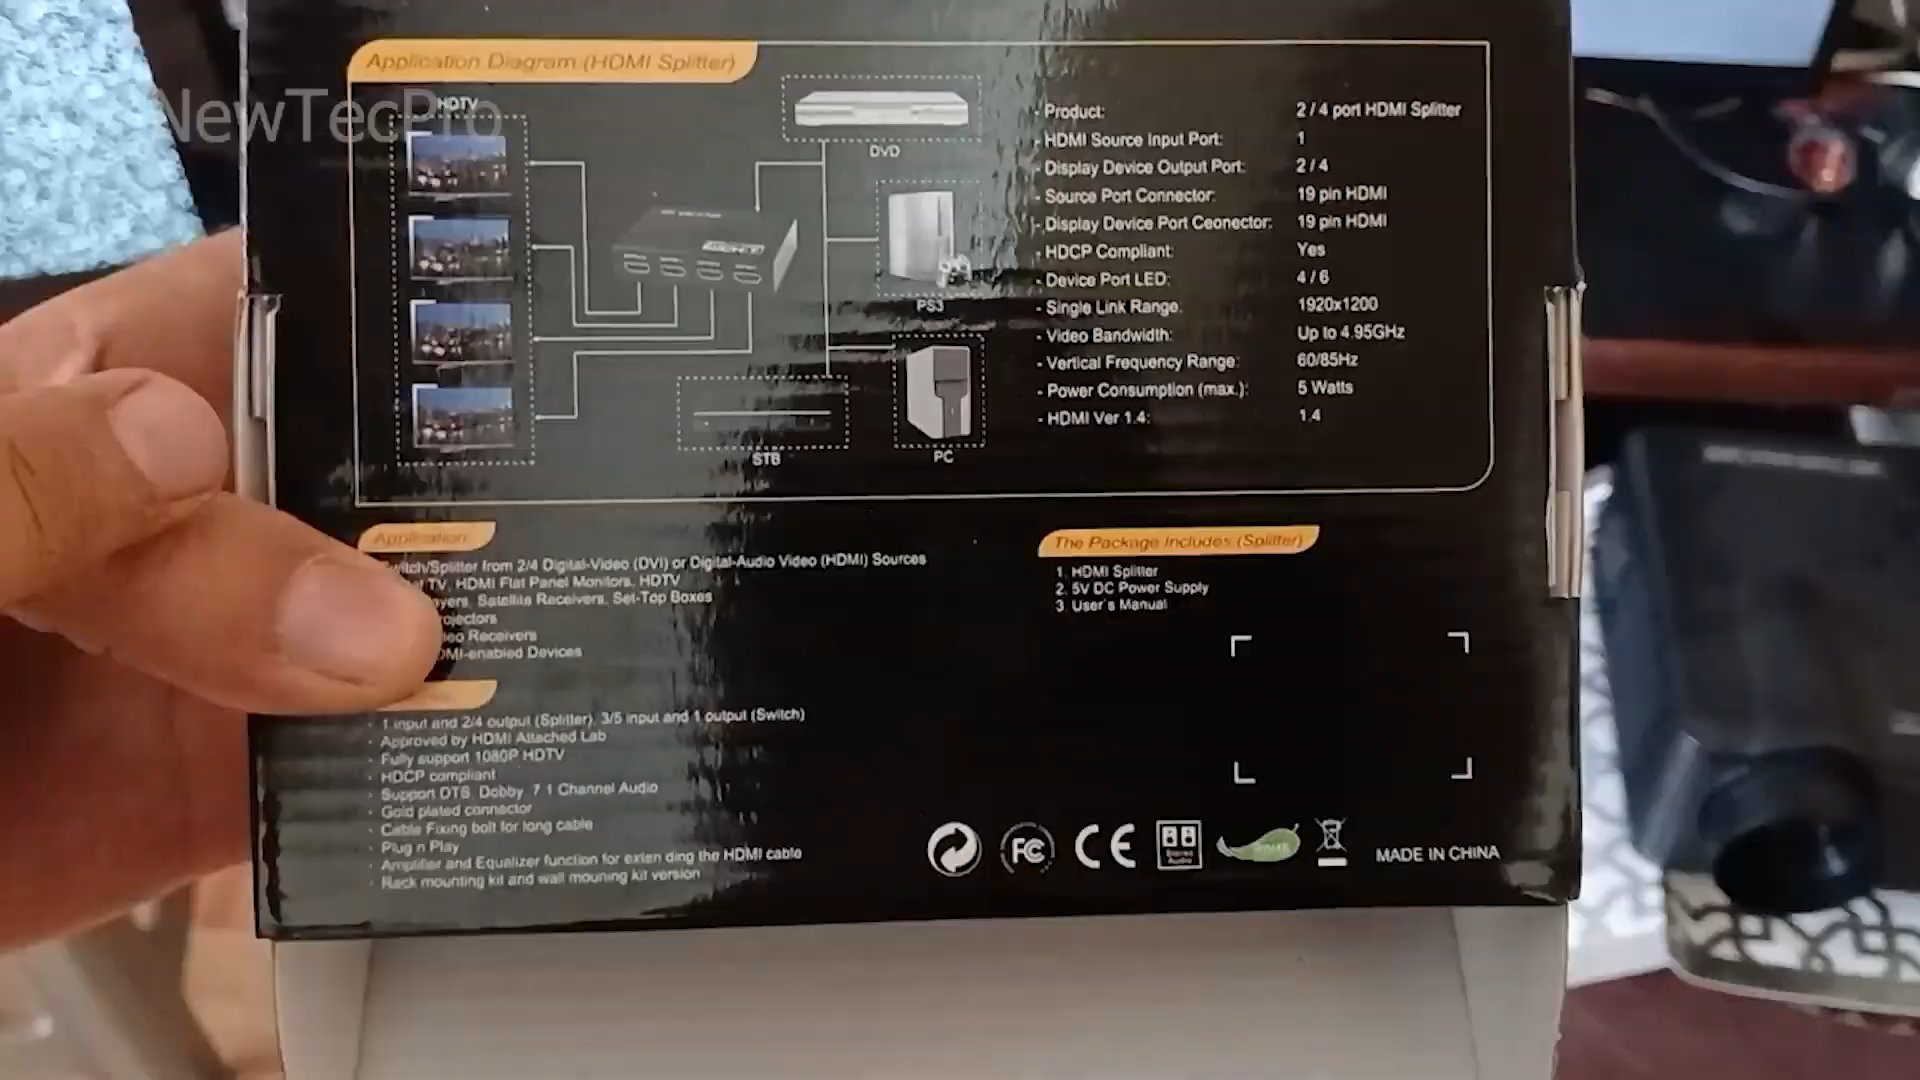 Application Diagram (HDMI Splitter)
NewTecPro
HDTV
DVD
PS3
STB
PC
- Product: 2 / 4 port HDMI Splitter
- HDMI Source Input Port: 1
- Display Device Output Port: 2 / 4
- Source Port Connector: 19 pin HDMI
- Display Device Port Ceonector: 19 pin HDMI
- HDCP Compliant: Yes
- Device Port LED: 4 / 6
- Single Link Range: 1920x1200
- Video Bandwidth: Up to 4.95GHz
- Vertical Frequency Range: 60/85Hz
- Power Consumption (max.): 5 Watts
- HDMI Ver 1.4: 1.4
Application
from 2/4 Digital-Video (DVI) or Digital-Audio Video (HDMI) Sources
TV, HDMI Flat Panel Monitors, HDTV
Satellite Receivers, Set-Top Boxes
Receivers
-enabled Devices
- 1 input and 2/4 output (Splitter), 3/5 input and 1 output (Switch)
- Approved by HDMI Attached Lab
- Fully support 1080P HDTV
- HDCP compliant
- Support DTS, Dobby, 7 1 Channel Audio
- Gold plated connector
- Cable Fixing bolt for long cable
- Plug n Play
- Amplifier and Equalizer function for exten ding the HDMI cable
- Rack mounting kit and wall mouning kit version
The Package Includes (Splitter)
1. HDMI Splitter
2. 5V DC Power Supply
3. User's Manual
FC
CE
Stereo Audio
RoHS
MADE IN CHINA